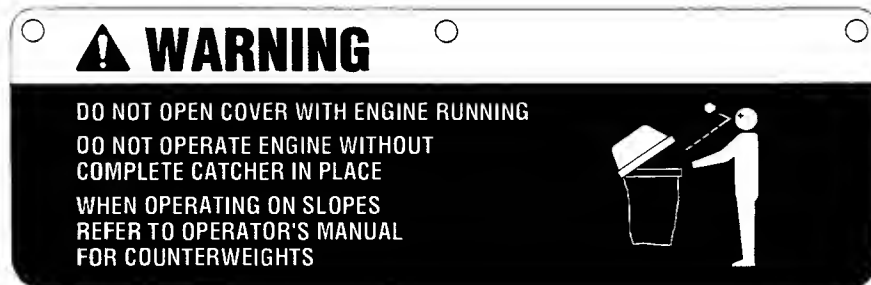 WARNING
DO NOT OPEN COVER WITH ENGINE RUNNING
DO NOT OPERATE ENGINE WITHOUT
COMPLETE CATCHER IN PLACE
WHEN OPERATING ON SLOPES
REFER TO OPERATOR'S MANUAL
FOR COUNTERWEIGHTS